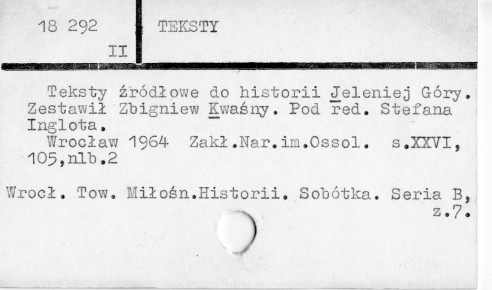 18 292
II
TEKSTY
Teksty źródłowe do historii Jeleniej Góry.
Zestawił Zbigniew Kwaśny. Pod red. Stefana
Inglota.
Wrocław 1964 Zakł.Nar.im.Ossol. s.XXVI,
105,nlb.2
Wrocł. Tow. Miłośn.Historii. Sobótka. Seria B,
z.7.